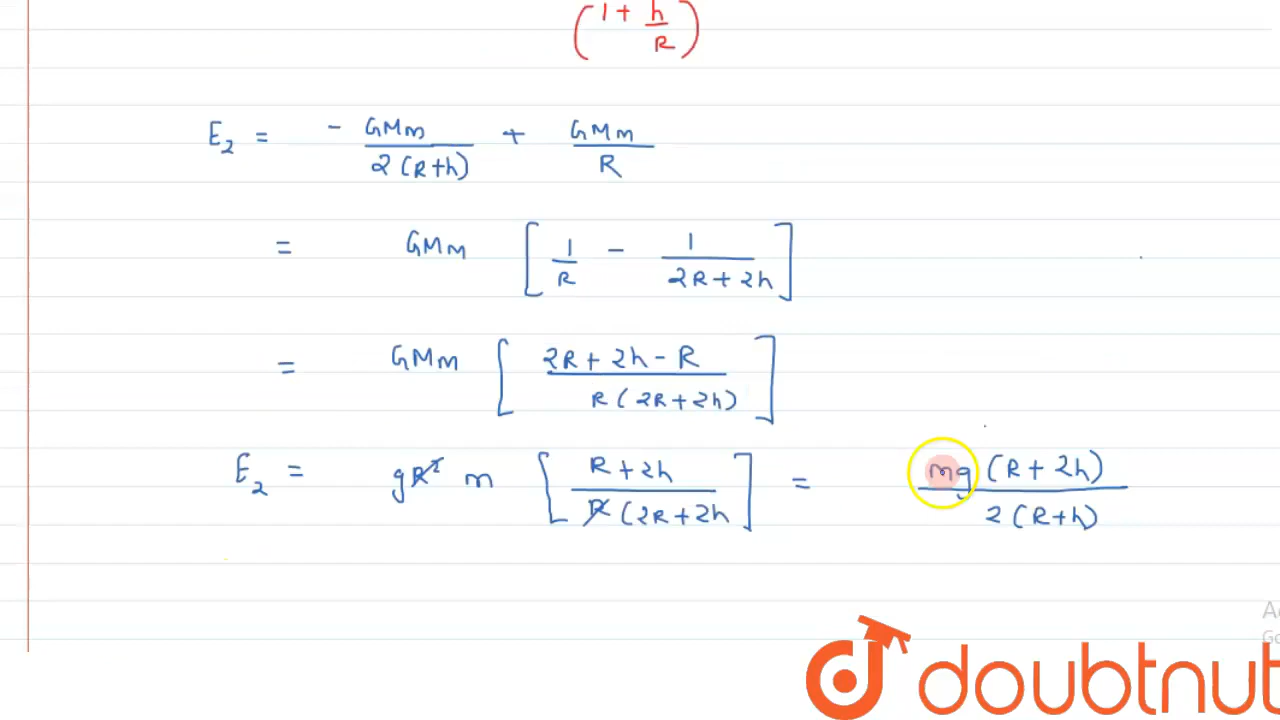 (1 + h/R)
E₂ = - GMm/2(R+h) + GMm/R
= GMm [1/R - 1/2R+2h]
= GMm [2R+2h-R/R(2R+2h)]
E₂ = gR² m [R+2h/R(2R+2h] = mg(R+2h)/2(R+h)
doubtnut